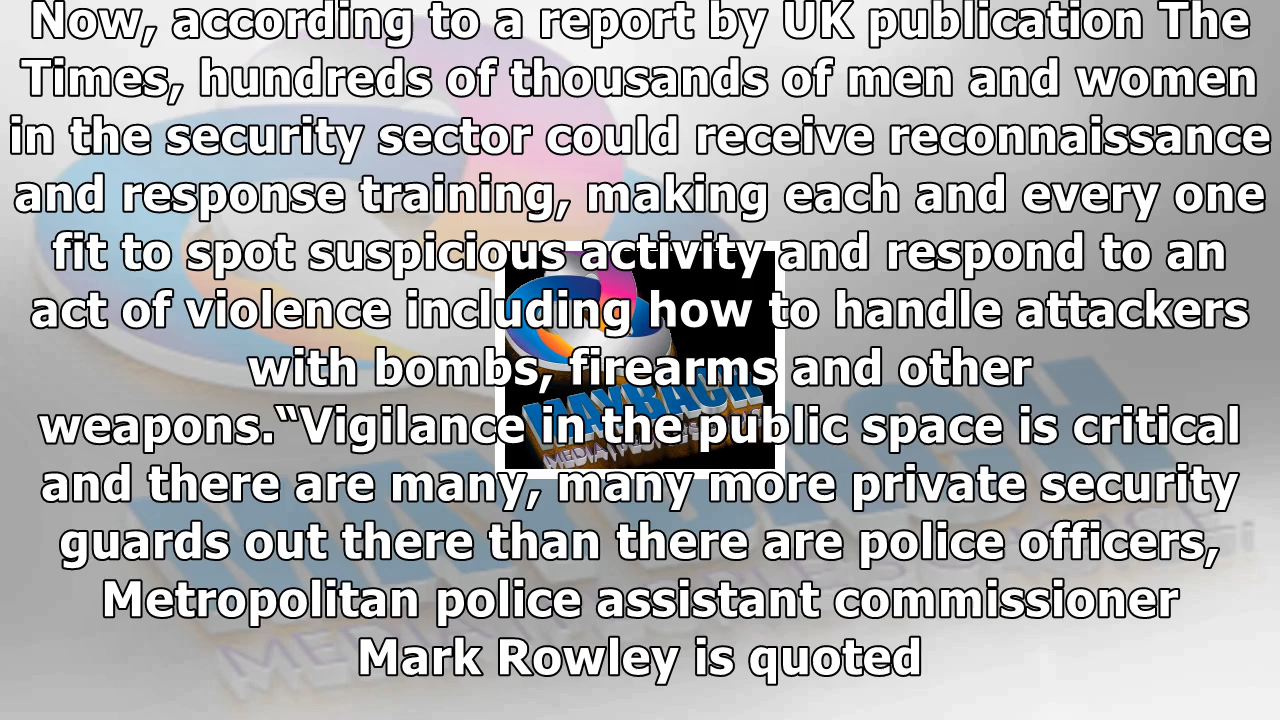 Now, according to a report by UK publication The
Times, hundreds of thousands of men and women
in the security sector could receive reconnaissance
and response training, making each and every one
fit to spot suspicious activity and respond to an
act of violence including how to handle attackers
with bombs, firearms and other
weapons.“Vigilance in the public space is critical
and there are many, many more private security
guards out there than there are police officers,
Metropolitan police assistant commissioner
Mark Rowley is quoted
MAYBACH
MEDIA